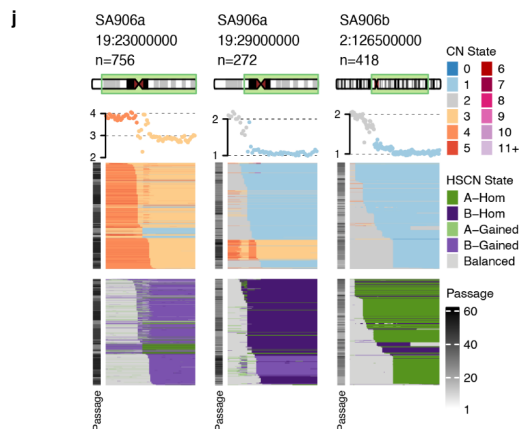 j
SA906a
19:23000000
n=756
SA906a
19:29000000
n=272
SA906b
2:126500000
n=418
4
3
2
2
1
2
1
CN State
0
1
2
3
4
5
6
7
8
9
10
11+
HSCN State
A–Hom
B–Hom
A–Gained
B–Gained
Balanced
Passage
60
40
20
1
Passage
Passage
Passage